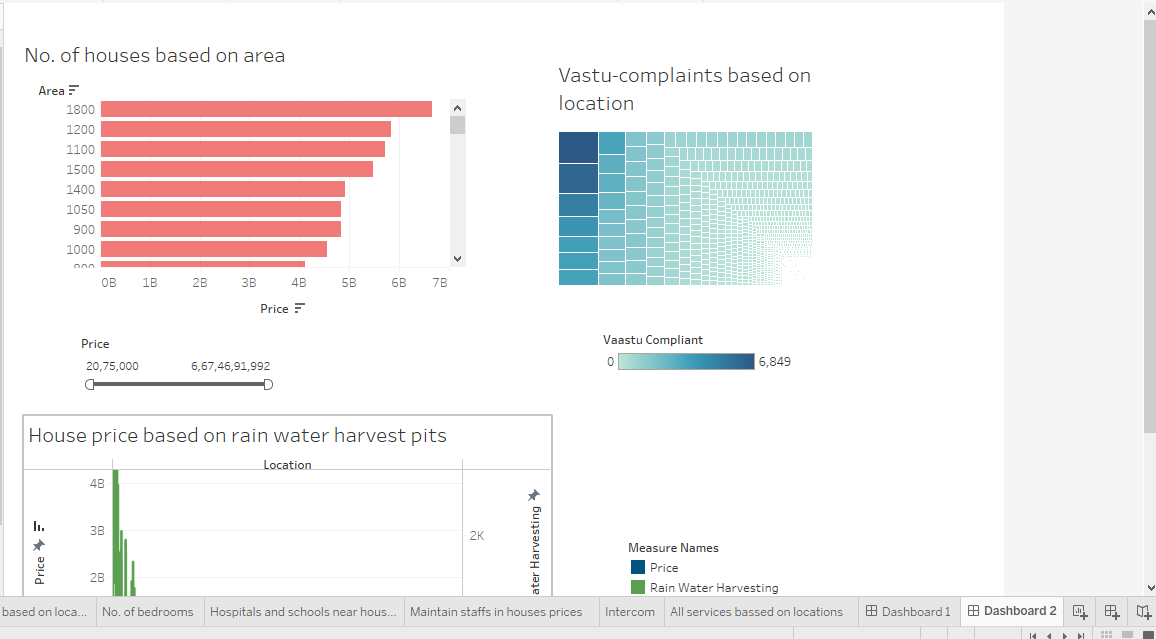 No. of houses based on area
Area
1800
1200
1100
1500
1400
1050
900
1000
800
0B 1B 2B 3B 4B 5B 6B 7B
Price
Price
20,75,000 6,67,46,91,992
Vastu-complaints based on
location
Vaastu Compliant
0 6,849
House price based on rain water harvest pits
Location
4B
3B
2B
Price
2K
ater Harvesting
Measure Names
Price
Rain Water Harvesting
based on loca... No. of bedrooms Hospitals and schools near hous... Maintain staffs in houses prices Intercom All services bassed on locations Dashboard 1 Dashboard 2